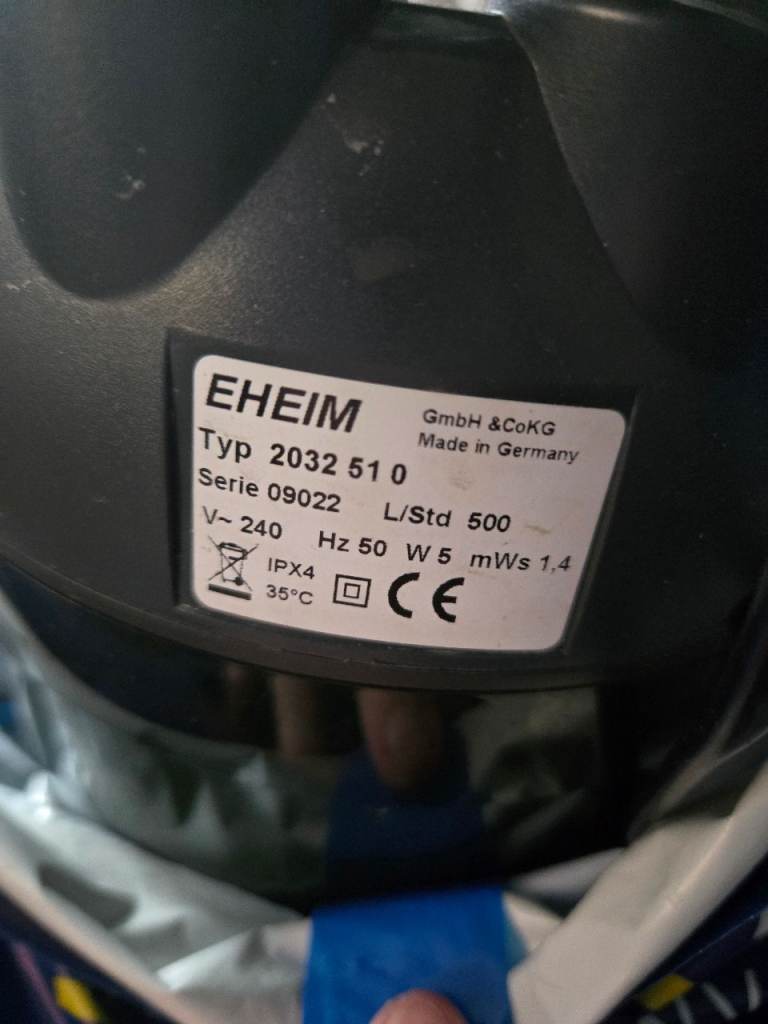 EHEIM GmbH &CoKG
Made in Germany
Typ 2032 51 0
Serie 09022 L/Std 500
V~ 240 Hz 50 W 5 mWs 1,4
IPX4
35°C CE